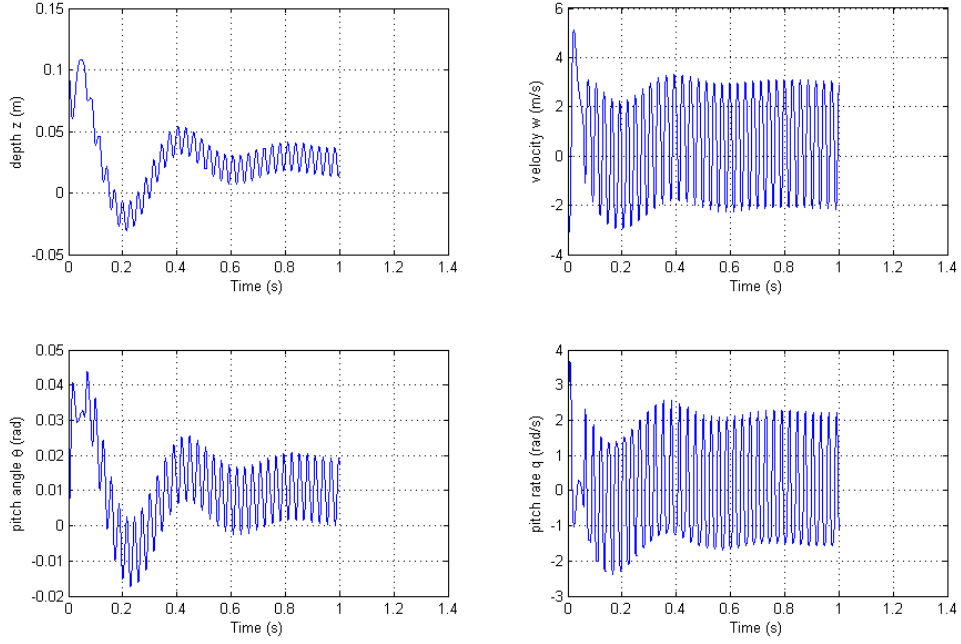 0.15
0.1
0.05
0
-0.05
depth z (m)
0 0.2 0.4 0.6 0.8 1 1.2 1.4
Time (s)
6
4
2
0
-2
-4
velocity w (m/s)
0 0.2 0.4 0.6 0.8 1 1.2 1.4
Time (s)
0.05
0.04
0.03
0.02
0.01
0
-0.01
-0.02
pitch angle θ (rad)
0 0.2 0.4 0.6 0.8 1 1.2 1.4
Time (s)
4
3
2
1
0
-1
-2
-3
pitch rate q (rad/s)
0 0.2 0.4 0.6 0.8 1 1.2 1.4
Time (s)